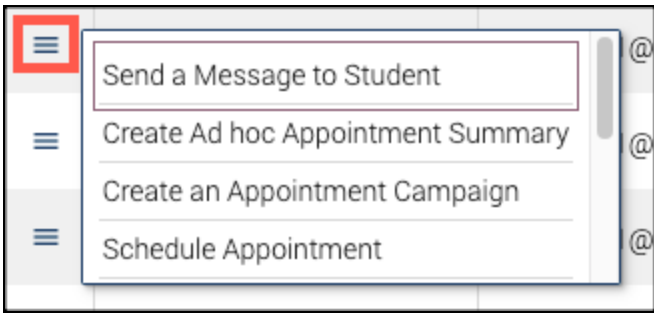 Send a Message to Student
@
Create Ad hoc Appointment Summary
@
Create an Appointment Campaign
Schedule Appointment
@